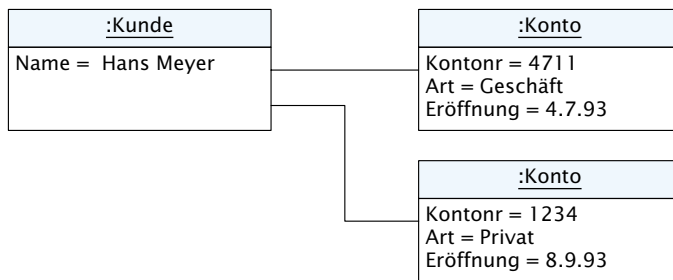 :Kunde
Name =  Hans Meyer
:Konto
Kontonr = 4711
Art = Geschäft
Eröffnung = 4.7.93
:Konto
Kontonr = 1234
Art = Privat
Eröffnung = 8.9.93